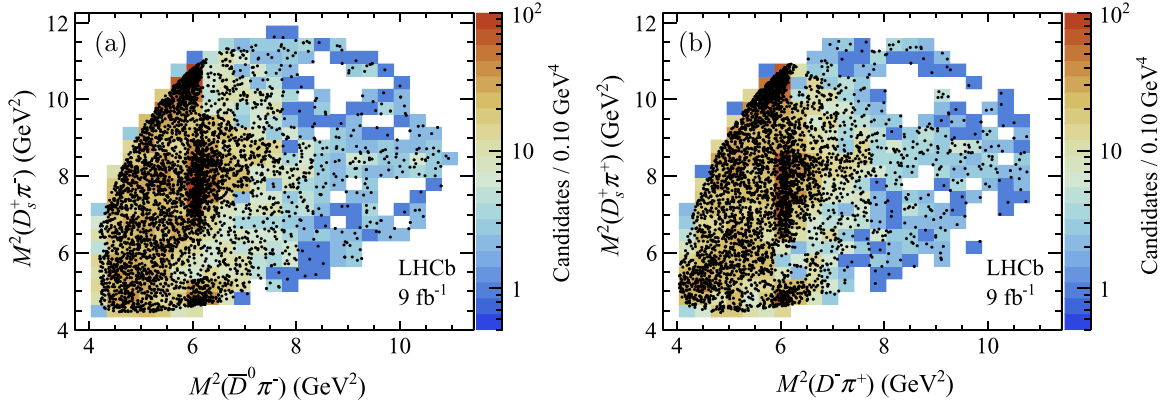 (a)
LHCb
9 fb⁻¹
M²(D̅⁰π⁻) (GeV²)
M²(Dₛ⁺π⁻) (GeV²)
4 6 8 10
12
10
8
6
4
10²
10
1
Candidates / 0.10 GeV⁴
(b)
LHCb
9 fb⁻¹
M²(D⁻π⁺) (GeV²)
M²(Dₛ⁺π⁺) (GeV²)
4 6 8 10
12
10
8
6
4
10²
10
1
Candidates / 0.10 GeV⁴